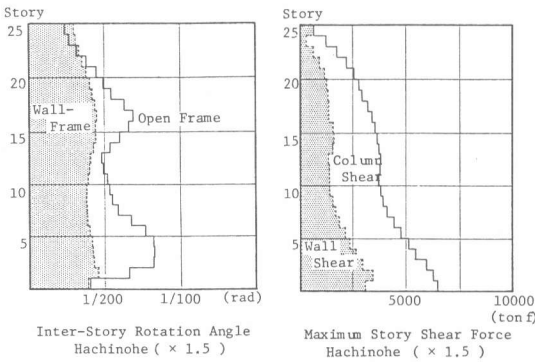 Story
25
20
15
10
5
Wall-
Frame
Open Frame
1/200 1/100 (rad)
Inter-Story Rotation Angle
Hachinohe ( × 1.5 )
Story
25
20
15
10
5
Column
Shear
Wall
Shear
5000 10000
(ton f)
Maximum Story Shear Force
Hachinohe ( × 1.5 )